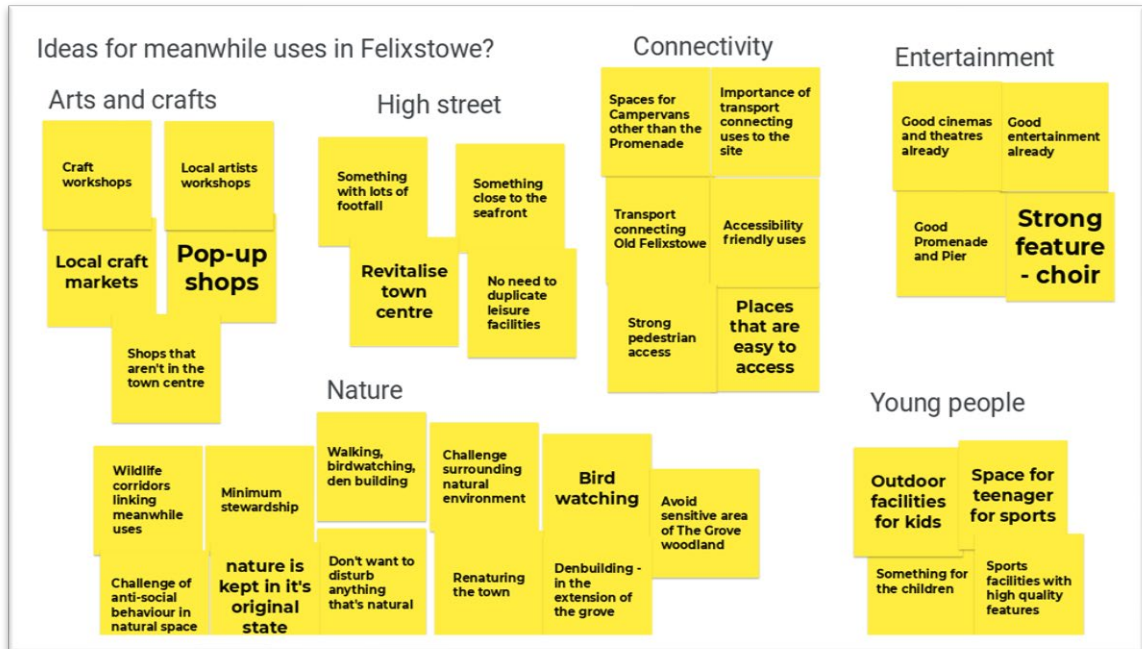 Ideas for meanwhile uses in Felixstowe?
Arts and crafts
Craft
workshops
Local artists
workshops
Local craft
markets
Pop-up
shops
Shops that
aren't in the
town centre
High street
Something
with lots of
footfall
Something
close to the
seafront
Revitalise
town
centre
No need to
duplicate
leisure
facilities
Connectivity
Spaces for
Campervans
other than the
Promenade
Importance of
transport
connecting
uses to the
site
Transport
connecting
Old Felixstowe
Accessibility
friendly uses
Strong
pedestrian
access
Places
that are
easy to
access
Entertainment
Good cinemas
and theatres
already
Good
entertainment
already
Good
Promenade
and Pier
Strong
feature
- choir
Nature
Wildlife
corridors
linking
meanwhile
uses
Minimum
stewardship
Walking,
birdwatching,
den building
Challenge
surrounding
natural
environment
Bird
watching
Avoid
sensitive area
of The Grove
woodland
Challenge of
anti-social
behaviour in
natural space
nature is
kept in it's
original
state
Don't want to
disturb
anything
that's natural
Renaturing
the town
Denbuilding -
in the
extension of
the grove
Young people
Outdoor
facilities
for kids
Space for
teenager
for sports
Something for
the children
Sports
facilities with
high quality
features